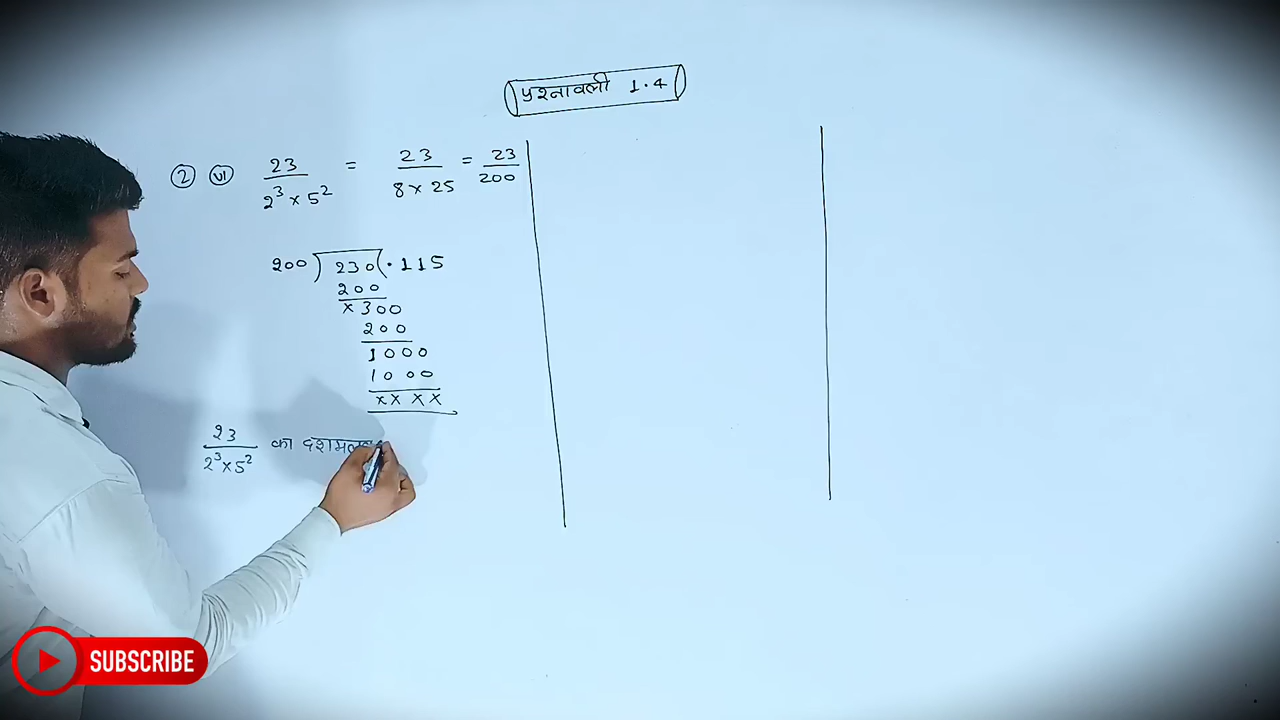 प्रश्नावली 1.4
② ⓥⓘ 23/2³×5² = 23/8×25 = 23/200
200 ) 230 ( .115
200
×300
200
1000
1000
××××
23/2³×5² का दशमलव
SUBSCRIBE